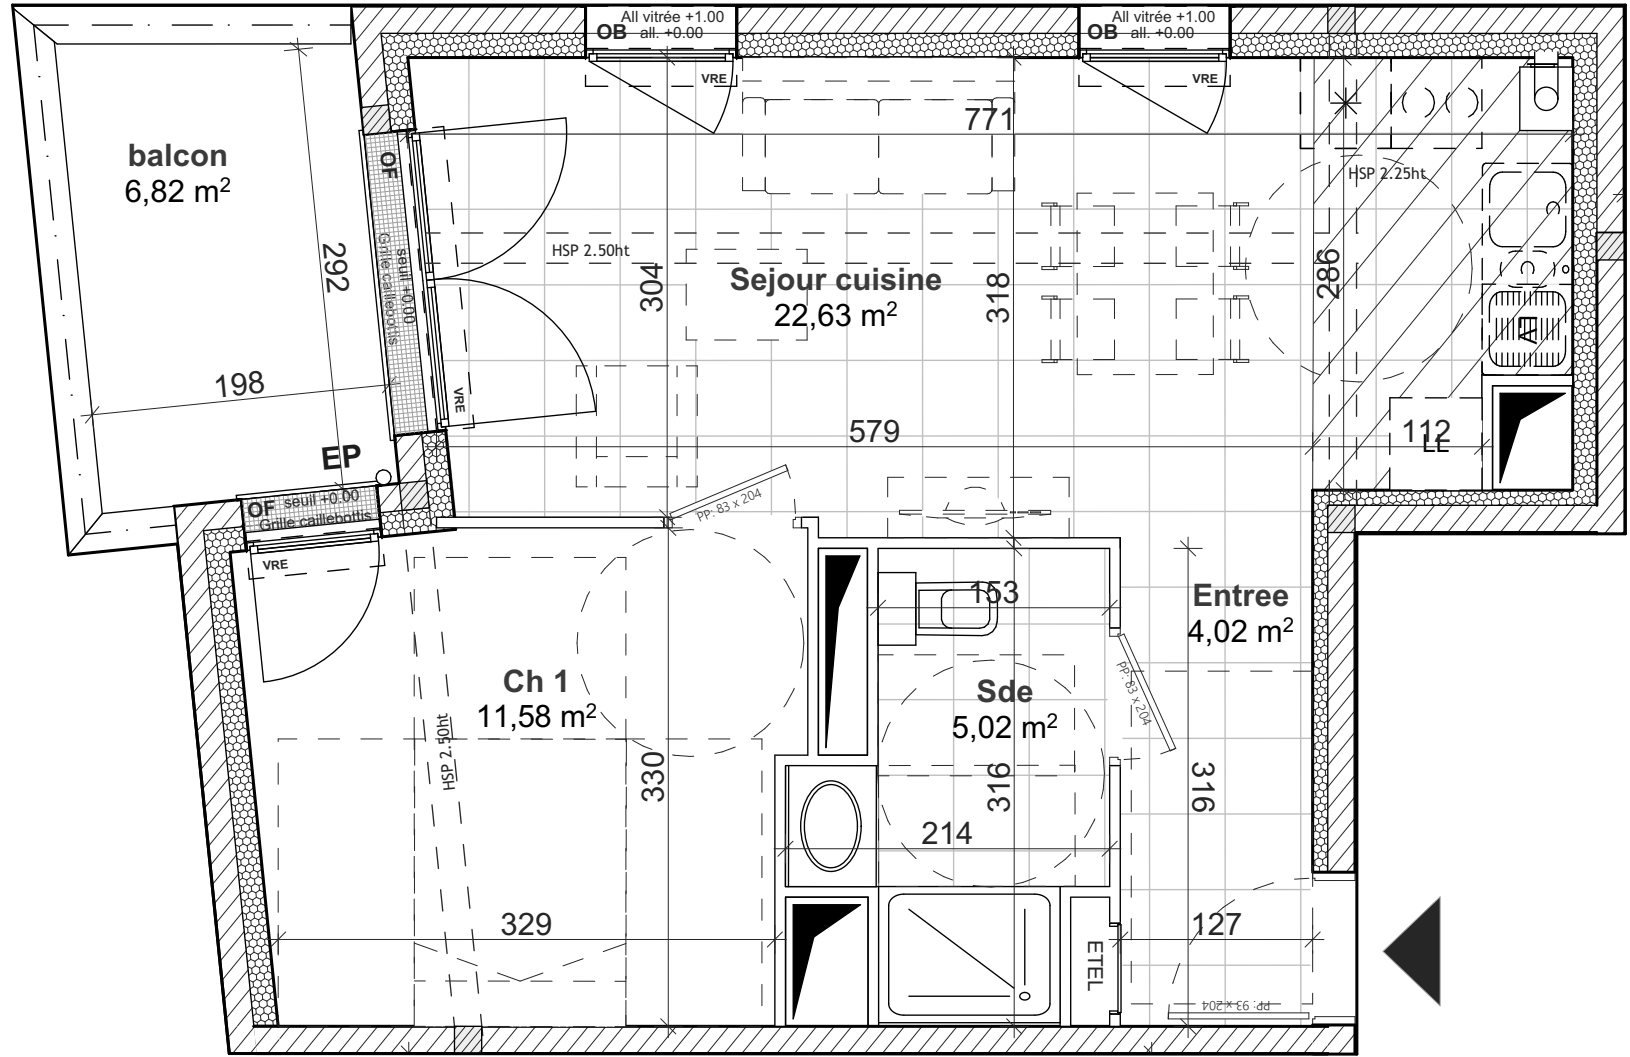 All vitrée +1.00
OB all. +0.00
VRE
All vitrée +1.00
OB all. +0.00
VRE
771
balcon
6,82 m²
OF
seuil +0.00
Grille caillebottis
VRE
292
198
EP
HSP 2.50ht
304
Sejour cuisine
22,63 m²
318
286
HSP 2.25ht
579
112
LL
OF seuil +0.00
Grille caillebottis
VRE
PP: 83 x 204
153
Entree
4,02 m²
PP: 83 x 204
Ch 1
11,58 m²
HSP 2.50ht
330
Sde
5,02 m²
316
316
214
329
127
ETEL
PP: 93 x 204